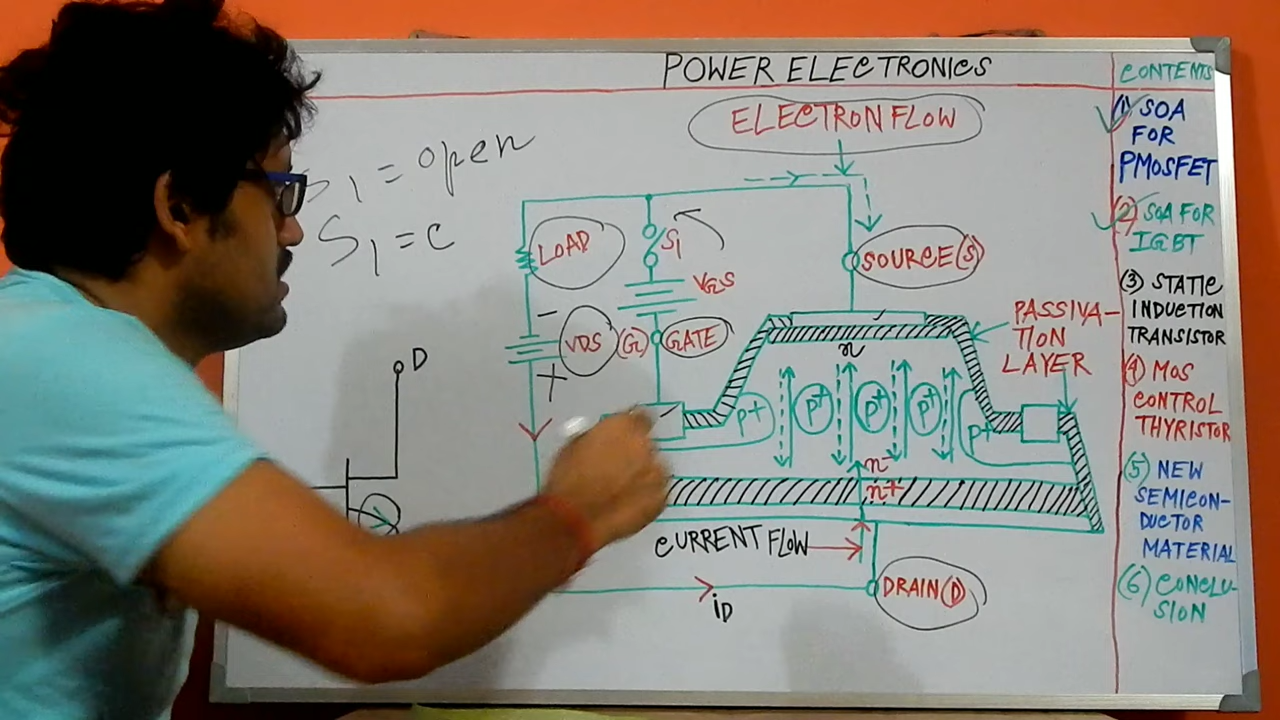 POWER ELECTRONICS
ELECTRON FLOW
S1 = open
S1 = c
LOAD
S1
VGS
SOURCE(S)
-
VDS
(G) GATE
+
PASSIVA-
TION
LAYER
n
P+
P+
P+
P+
P+
n-
n+
D
CURRENT FLOW
iD
DRAIN(D)
CONTENTS
(1) SOA
FOR
PMOSFET
(2) SOA FOR
IGBT
(3) STATIC
INDUCTION
TRANSISTOR
(4) MOS
CONTROL
THYRISTOR
(5) NEW
SEMICON-
DUCTOR
MATERIAL
(6) CONCLU-
SION